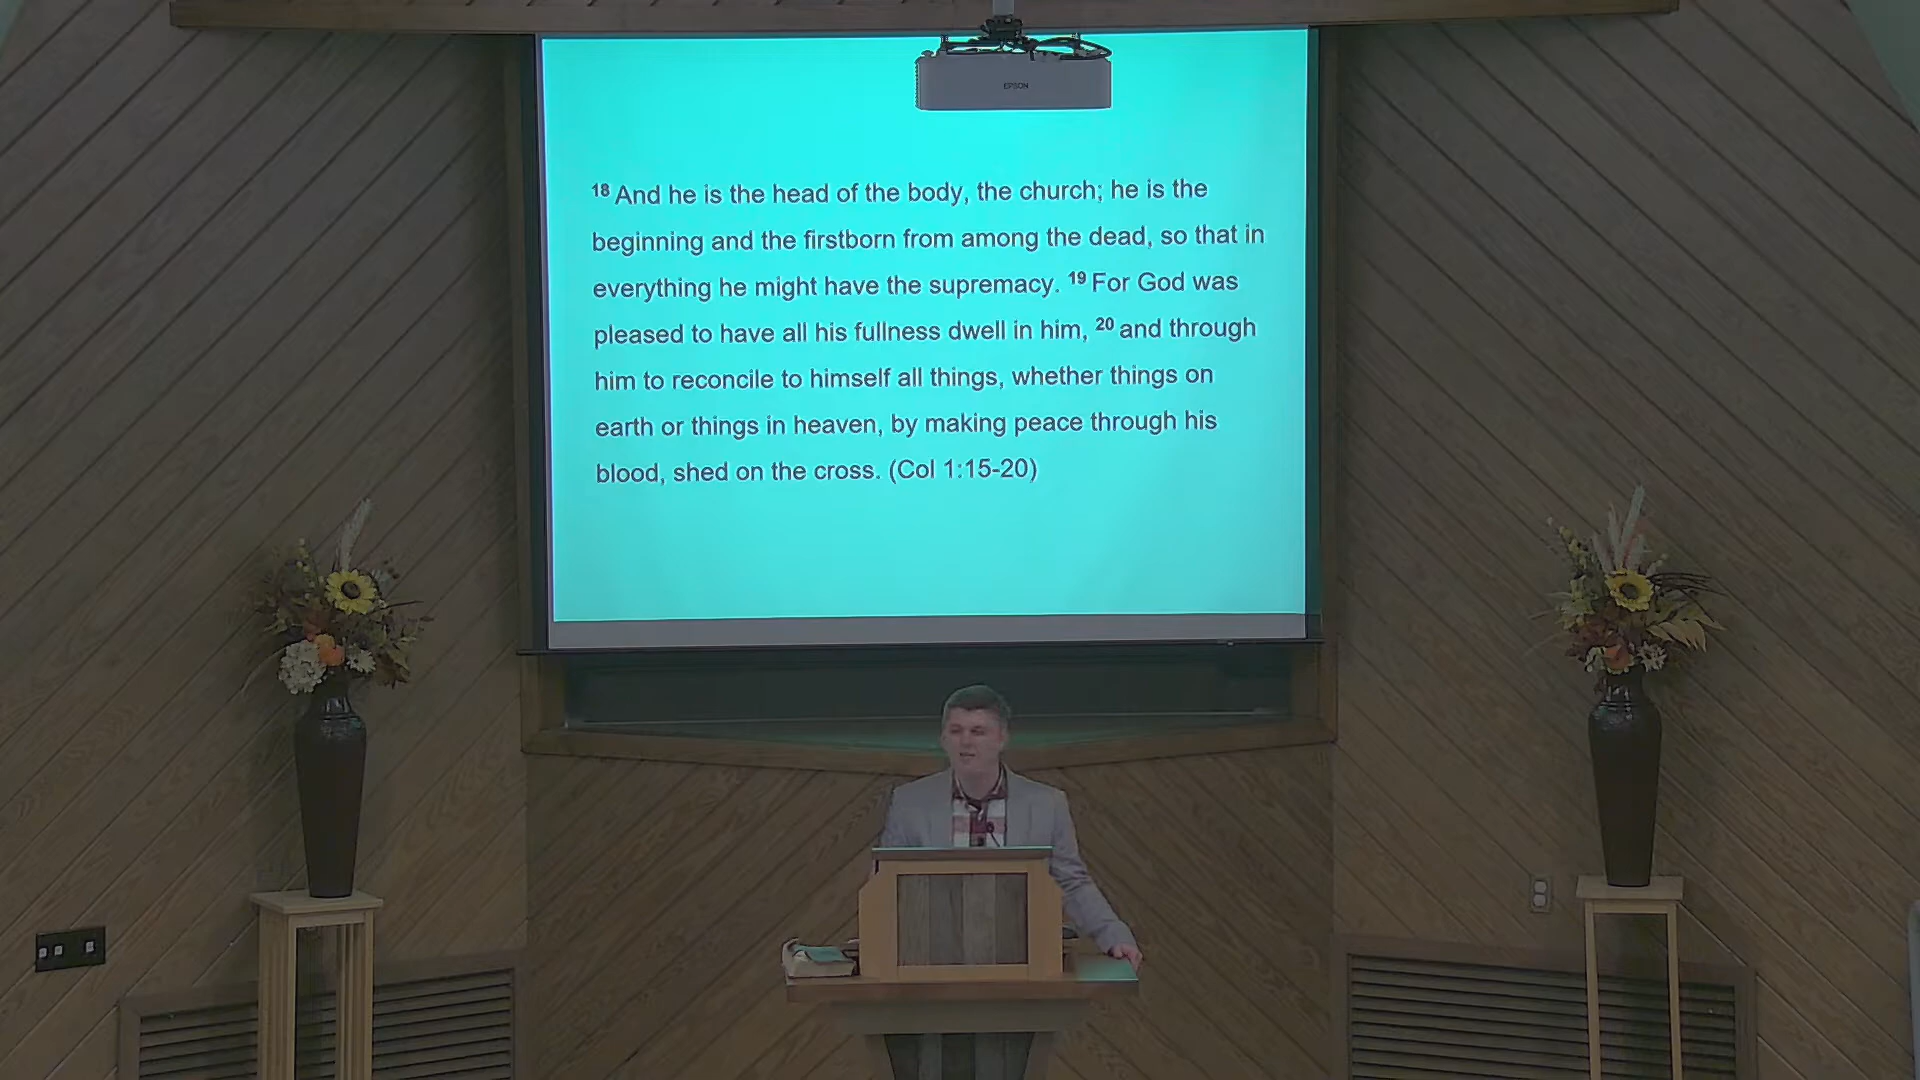 EPSON
18 And he is the head of the body, the church; he is the
beginning and the firstborn from among the dead, so that in
everything he might have the supremacy. 19 For God was
pleased to have all his fullness dwell in him, 20 and through
him to reconcile to himself all things, whether things on
earth or things in heaven, by making peace through his
blood, shed on the cross. (Col 1:15-20)